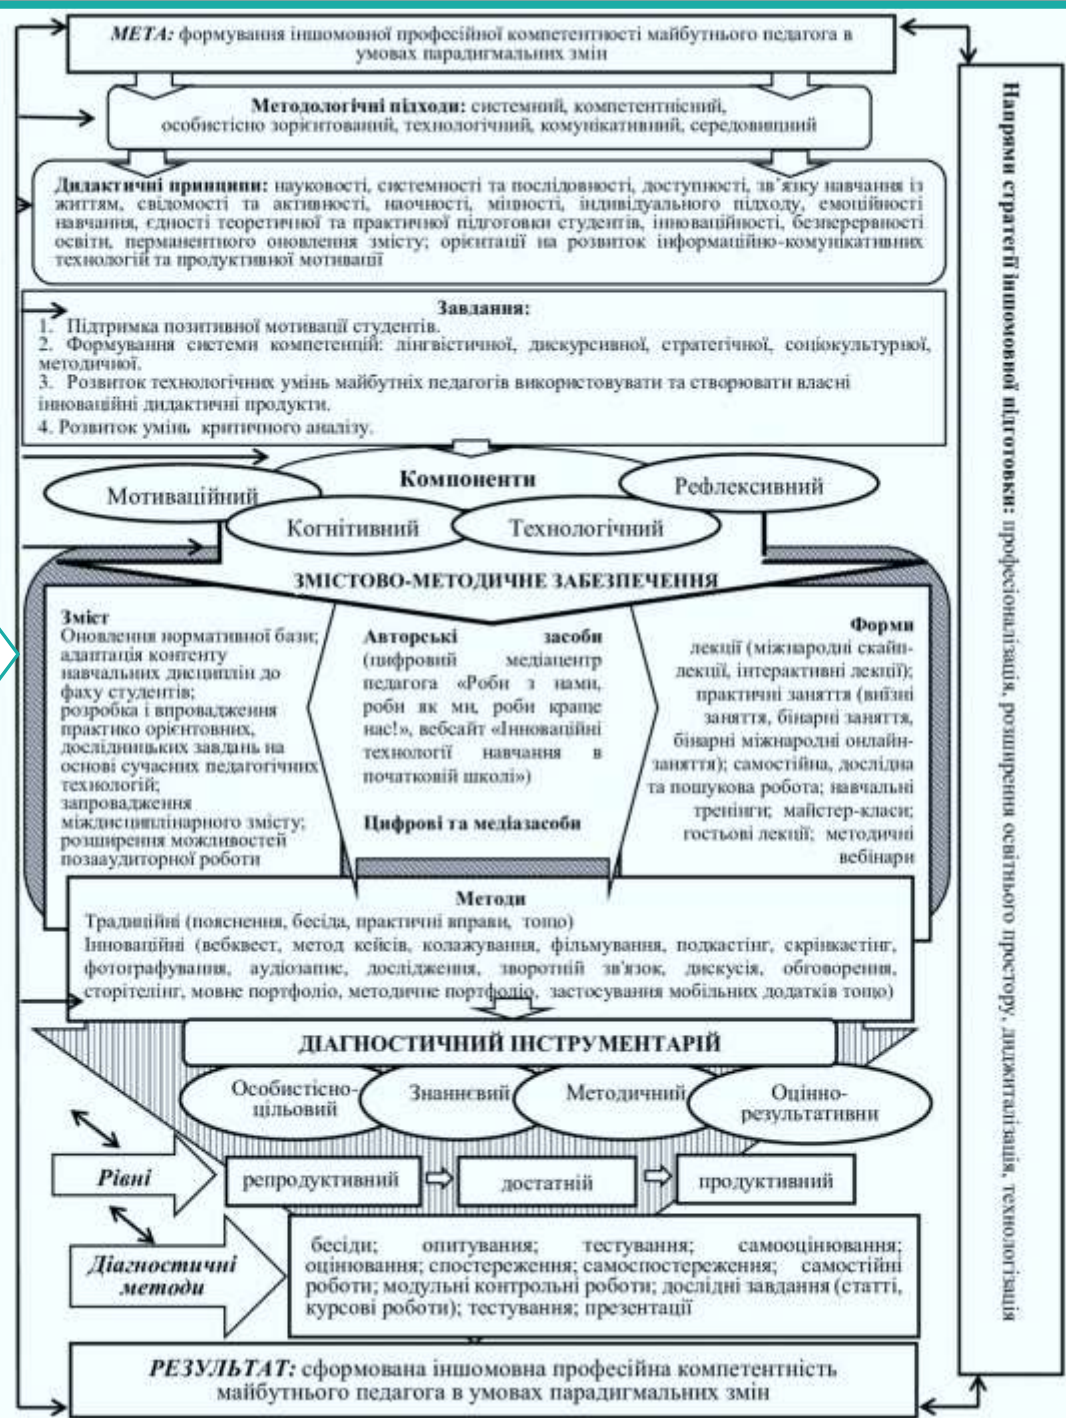 МЕТА: формування іншомовної професійної компетентності майбутнього педагога в
умовах парадигмальних змін
Методологічні підходи: системний, компетентнісний,
особистісно зорієнтований, технологічний, комунікативний, середовищний
Дидактичні принципи: науковості, системності та послідовності, доступності, зв’язку навчання із
життям, свідомості та активності, наочності, міцності, індивідуального підходу, емоційності
навчання, єдності теоретичної та практичної підготовки студентів, інноваційності, безперервності
освіти, перманентного оновлення змісту; орієнтації на розвиток інформаційно-комунікативних
технологій та продуктивної мотивації
Завдання:
1. Підтримка позитивної мотивації студентів.
2. Формування системи компетенцій: лінгвістичної, дискурсивної, стратегічної, соціокультурної,
методичної.
3. Розвиток технологічних умінь майбутніх педагогів використовувати та створювати власні
інноваційні дидактичні продукти.
4. Розвиток умінь критичного аналізу.
Компоненти
Мотиваційний
Когнітивний
Технологічний
Рефлексивний
ЗМІСТОВО-МЕТОДИЧНЕ ЗАБЕЗПЕЧЕННЯ
Зміст
Оновлення нормативної бази;
адаптація контенту
навчальних дисциплін до
фаху студентів;
розробка і впровадження
практико орієнтовних,
дослідницьких завдань на
основі сучасних педагогічних
технологій;
запровадження
міждисциплінарного змісту;
розширення можливостей
позааудиторної роботи
Авторські засоби
(цифровий медіацентр
педагога «Роби з нами,
роби як ми, роби краще
нас!», вебсайт «Інноваційні
технології навчання в
початковій школі»)
Цифрові та медіазасоби
Форми
лекції (міжнародні скайп-
лекції, інтерактивні лекції);
практичні заняття (виїзні
заняття, бінарні заняття,
бінарні міжнародні онлайн-
заняття); самостійна, дослідна
та пошукова робота; навчальні
тренінги; майстер-класи;
гостьові лекції; методичні
вебінари
Методи
Традиційні (пояснення, бесіда, практичні вправи, тощо)
Інноваційні (вебквест, метод кейсів, колажування, фільмування, подкастінг, скрінкастінг,
фотографування, аудіозапис, дослідження, зворотній зв'язок, дискусія, обговорення,
сторітелінг, мовне портфоліо, методичне портфоліо, застосування мобільних додатків тощо)
ДІАГНОСТИЧНИЙ ІНСТРУМЕНТАРІЙ
Особистісно-
цільовий
Знаннєвий
Методичний
Оцінно-
результативни
Рівні
репродуктивний
достатній
продуктивний
Діагностичні
методи
бесіди; опитування; тестування; самооцінювання;
оцінювання; спостереження; самоспостереження; самостійні
роботи; модульні контрольні роботи; дослідні завдання (статті,
курсові роботи); тестування; презентації
РЕЗУЛЬТАТ: сформована іншомовна професійна компетентність
майбутнього педагога в умовах парадигмальних змін
Напрями стратегії іншомовної підготовки: професіоналізація, розширення освітнього простору, диджиталізація, технологізація